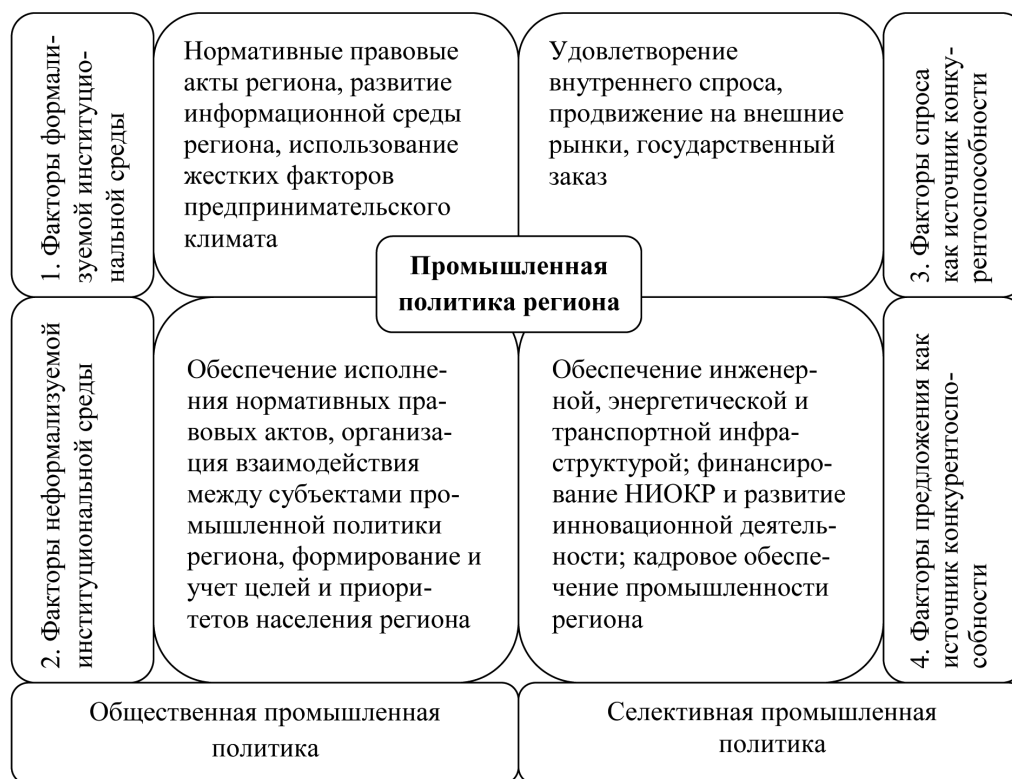 1. Факторы формали-
зуемой институцио-
нальной среды
Нормативные правовые
акты региона, развитие
информационной среды
региона, использование
жестких факторов
предпринимательского
климата
Удовлетворение
внутреннего спроса,
продвижение на внешние
рынки, государственный
заказ
3. Факторы спроса
как источник конку-
рентоспособности
Промышленная
политика региона
2. Факторы неформализуемой
институциональной среды
Обеспечение исполне-
ния нормативных пра-
вовых актов, организа-
ция взаимодействия
между субъектами про-
мышленной политики
региона, формирование и
учет целей и приори-
тетов населения региона
Обеспечение инженер-
ной, энергетической и
транспортной инфра-
структурой; финансиро-
вание НИОКР и развитие
инновационной деятель-
ности; кадровое обеспе-
чение промышленности
региона
4. Факторы предложения как
источник конкурентоспо-
собности
Общественная промышленная
политика
Селективная промышленная
политика